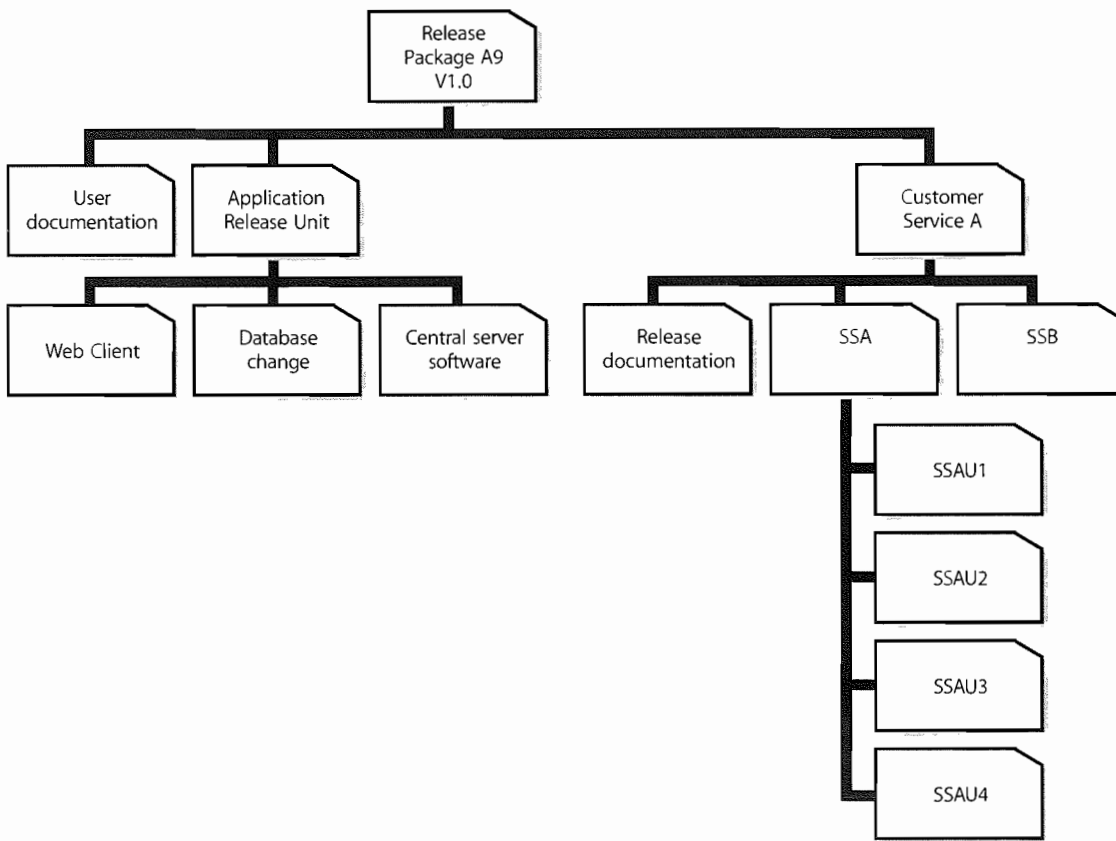 Release
Package A9
V1.0
User
documentation
Application
Release Unit
Customer
Service A
Web Client
Database
change
Central server
software
Release
documentation
SSA
SSB
SSAU1
SSAU2
SSAU3
SSAU4